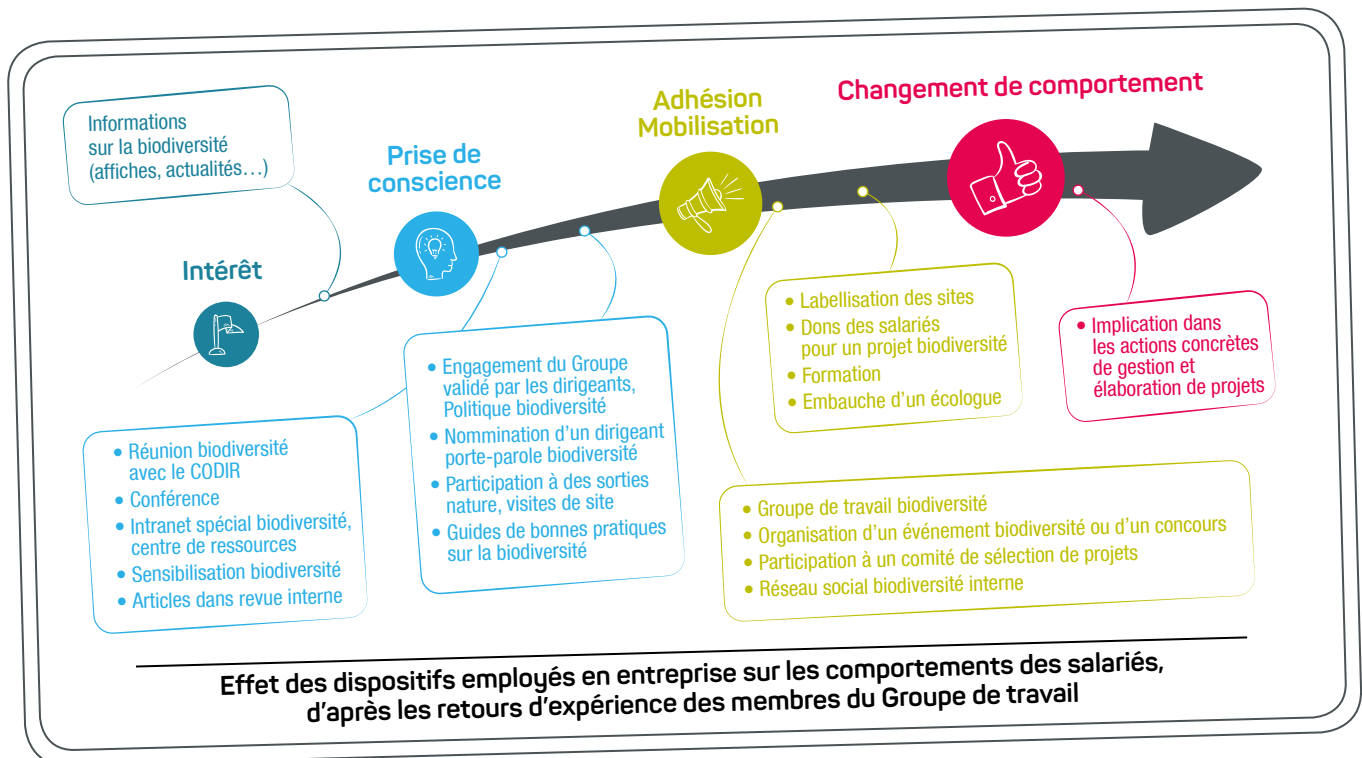 Informations
sur la biodiversité
(affiches, actualités…)
Intérêt
Prise de
conscience
Adhésion
Mobilisation
Changement de comportement
• Réunion biodiversité
avec le CODIR
• Conférence
• Intranet spécial biodiversité,
centre de ressources
• Sensibilisation biodiversité
• Articles dans revue interne
• Engagement du Groupe
validé par les dirigeants,
Politique biodiversité
• Nommination d’un dirigeant
porte-parole biodiversité
• Participation à des sorties
nature, visites de site
• Guides de bonnes pratiques
sur la biodiversité
• Labellisation des sites
• Dons des salariés
pour un projet biodiversité
• Formation
• Embauche d’un écologue
• Groupe de travail biodiversité
• Organisation d’un événement biodiversité ou d’un concours
• Participation à un comité de sélection de projets
• Réseau social biodiversité interne
• Implication dans
les actions concrètes
de gestion et
élaboration de projets
Effet des dispositifs employés en entreprise sur les comportements des salariés,
d’après les retours d’expérience des membres du Groupe de travail